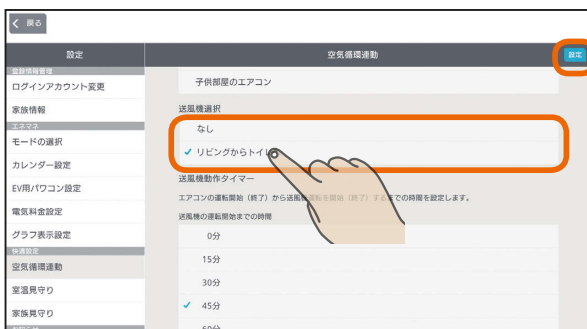 戻る
設定
空気循環連動
設定
登録情報管理
ログインアカウント変更
家族情報
エネマネ
モードの選択
カレンダー設定
EV用パワコン設定
電気料金設定
グラフ表示設定
快適設定
空気循環連動
室温見守り
家族見守り
お知らせ
子供部屋のエアコン
送風機選択
なし
リビングからトイレ
送風機動作タイマー
エアコンの運転開始（終了）から送風機運転を開始（終了）するまでの時間を設定します。
送風機の運転開始までの時間
0分
15分
30分
45分
60分